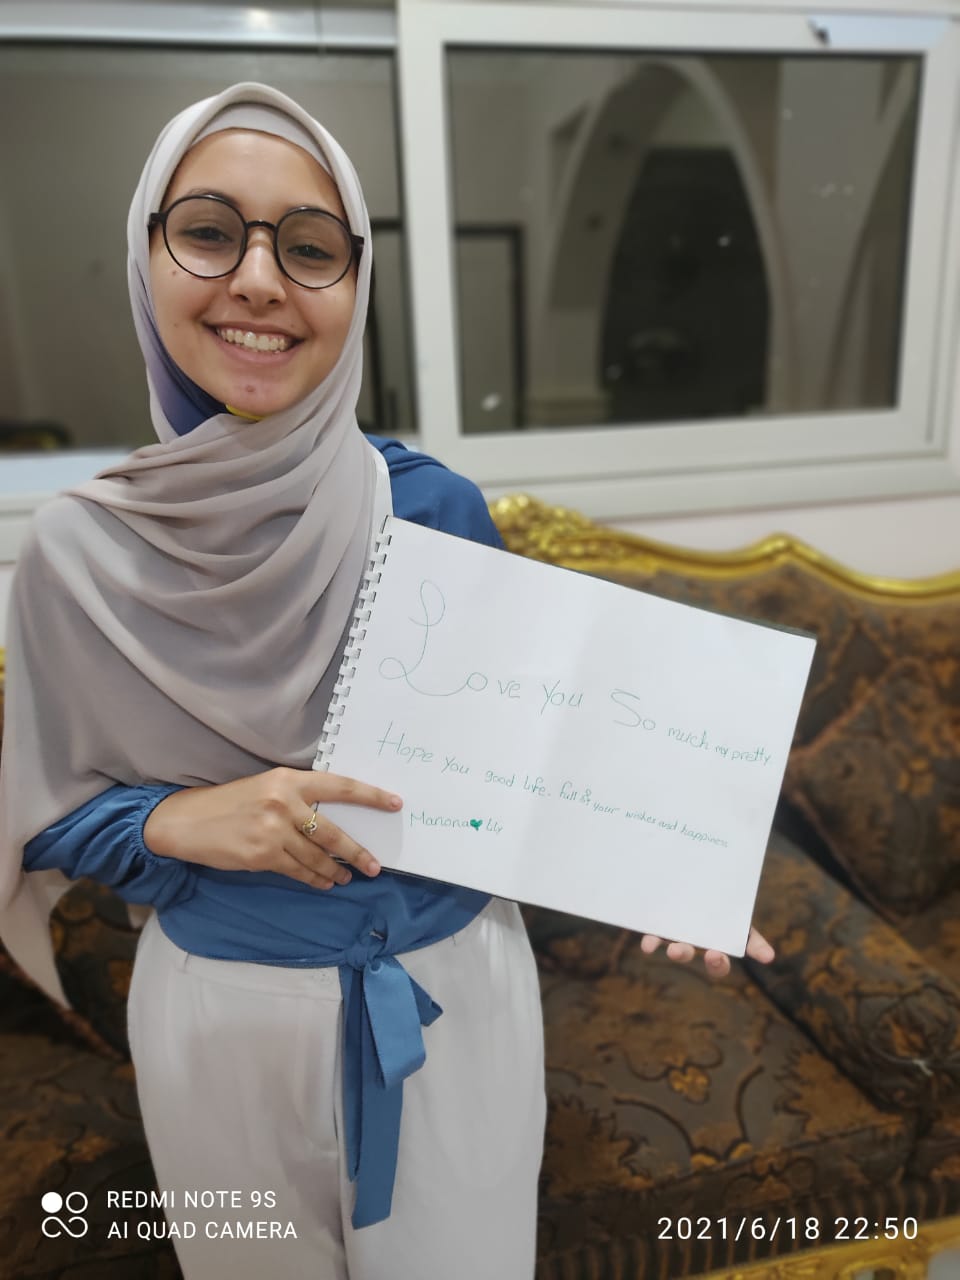 Love you So much my pretty
Hope you good life. full of your wishes and happiness
Manona💚Lily
REDMI NOTE 9S
AI QUAD CAMERA
2021/6/18 22:50